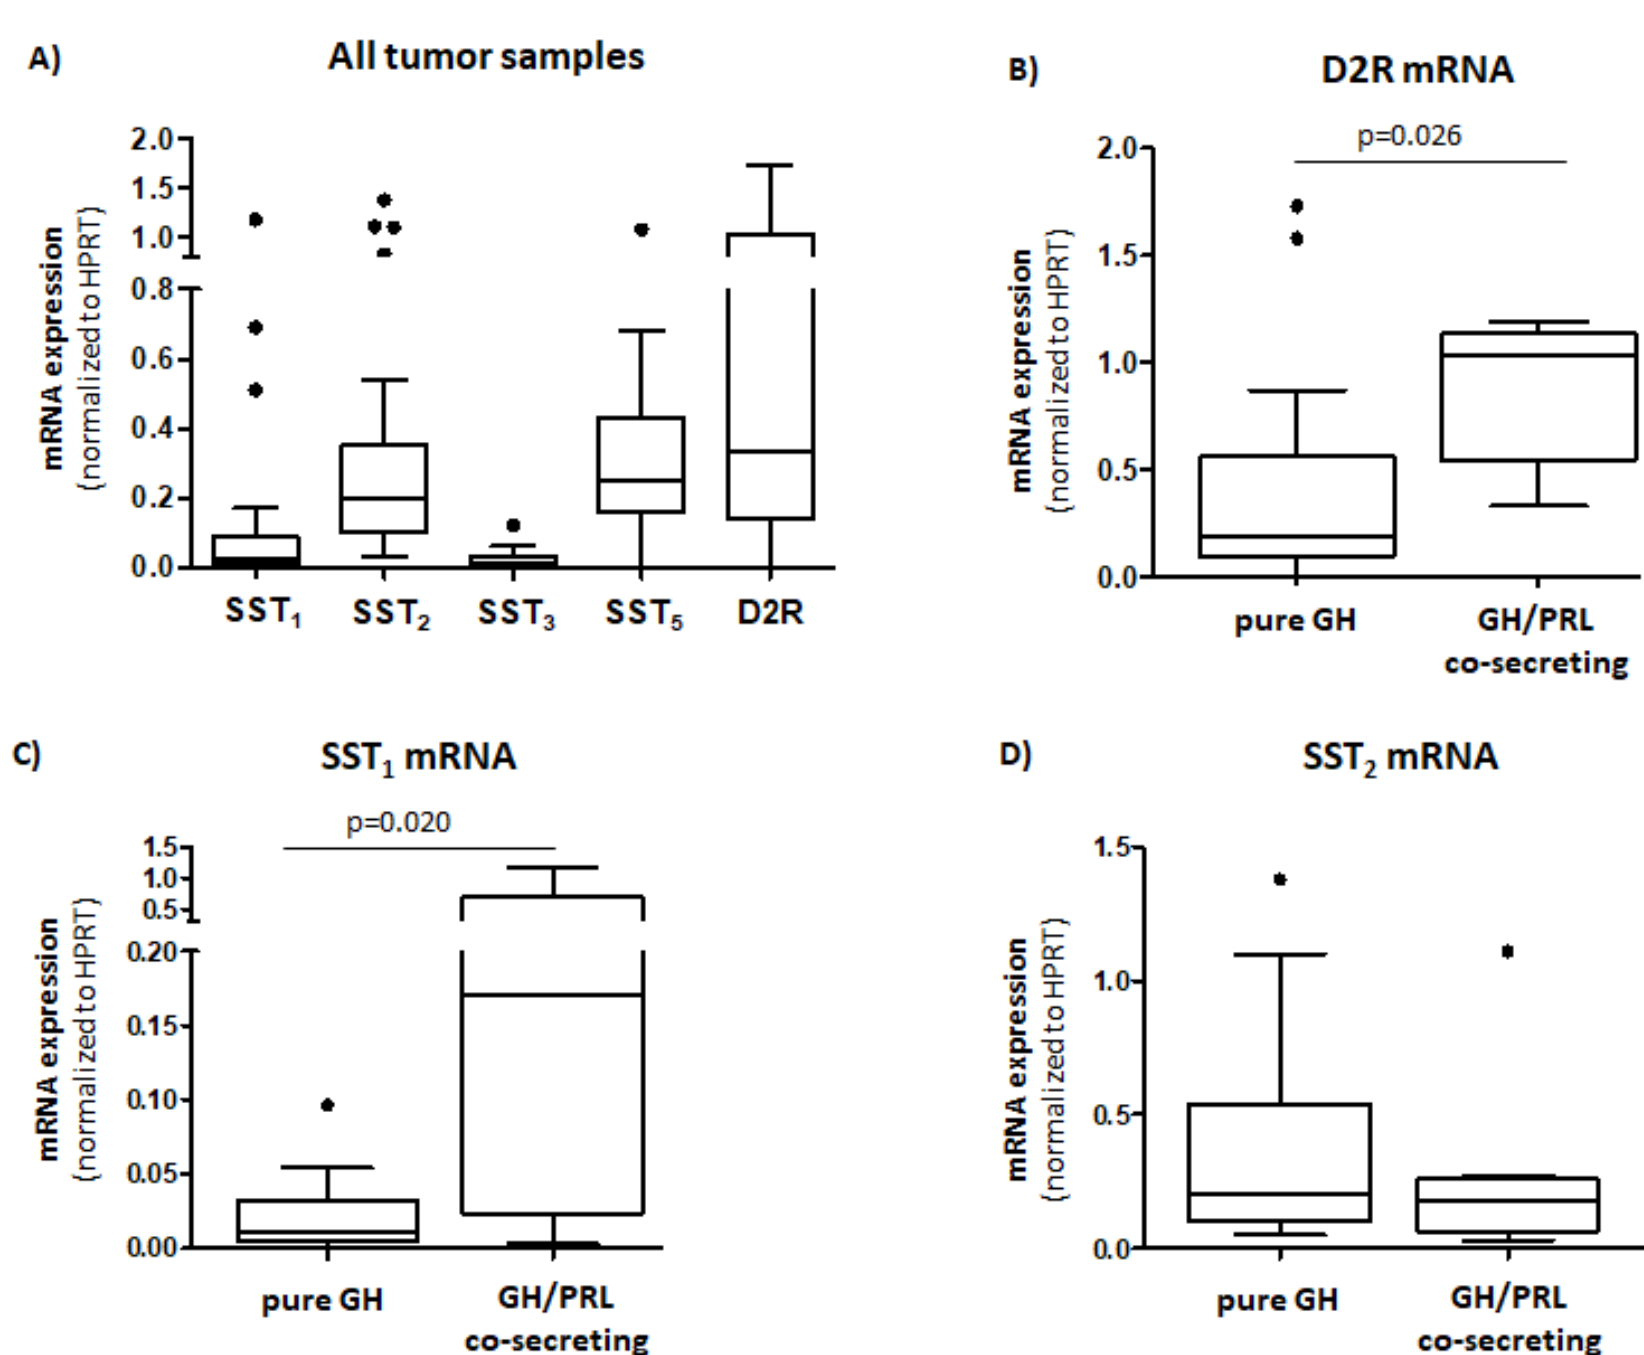 A)
All tumor samples
mRNA expression
(normalized to HPRT)
2.0
1.5
1.0
0.8
0.6
0.4
0.2
0.0
SST₁
SST₂
SST₃
SST₅
D2R
B)
D2R mRNA
p=0.026
mRNA expression
(normalized to HPRT)
2.0
1.5
1.0
0.5
0.0
pure GH
GH/PRL
co-secreting
C)
SST₁ mRNA
p=0.020
mRNA expression
(normalized to HPRT)
1.5
1.0
0.5
0.20
0.15
0.10
0.05
0.00
pure GH
GH/PRL
co-secreting
D)
SST₂ mRNA
mRNA expression
(normalized to HPRT)
1.5
1.0
0.5
0.0
pure GH
GH/PRL
co-secreting